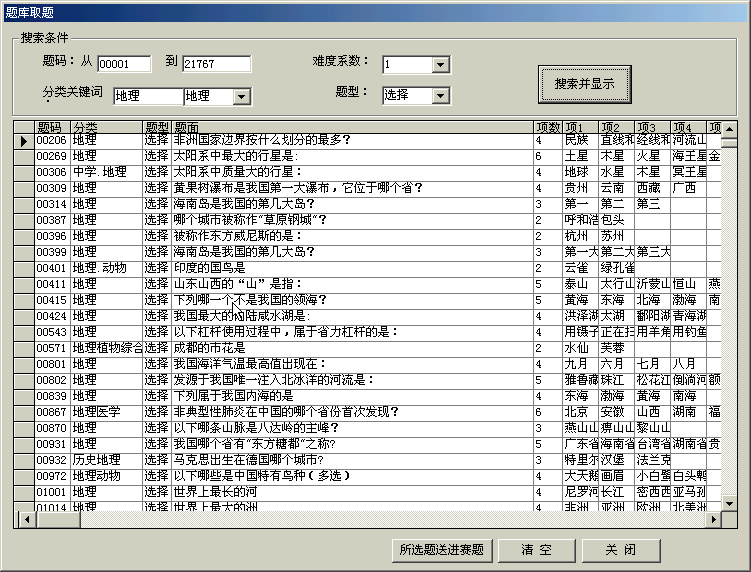 题库取题
搜索条件
题码：从 00001 到 21767 难度系数： 1
分类关键词 地理 地理 题型： 选择
搜索并显示
题码 分类 题型 题面 项数 项1 项2 项3 项4 项
00206 地理 选择 非洲国家边界按什么划分的最多？ 4 民族 直线和 经线和 河流山
00269 地理 选择 太阳系中最大的行星是: 6 土星 木星 火星 海王星 金
00306 中学.地理 选择 太阳系中质量最大的行星： 4 地球 水星 木星 冥王星
00309 地理 选择 黄果树瀑布是我国第一大瀑布，它位于哪个省？ 4 贵州 云南 西藏 广西
00314 地理 选择 海南岛是我国的第几大岛？ 3 第一 第二 第三
00387 地理 选择 哪个城市被称作“草原钢城”？ 2 呼和浩 包头
00396 地理 选择 被称作东方威尼斯的是： 2 杭州 苏州
00399 地理 选择 海南岛是我国的第几大岛？ 3 第一大 第二大 第三大
00401 地理.动物 选择 印度的国鸟是 2 云雀 绿孔雀
00411 地理 选择 山东山西的“山”是指： 5 泰山 太行山 沂蒙山 恒山 燕
00415 地理 选择 下列哪一个不是我国的领海？ 5 黄海 东海 北海 渤海 南
00424 地理 选择 我国最大的内陆咸水湖是: 4 洪泽湖 太湖 鄱阳湖 青海湖
00543 地理 选择 以下杠杆使用过程中，属于省力杠杆的是： 4 用镊子 正在扫 用羊角 用钓鱼
00571 地理植物综合 选择 成都的市花是 2 水仙 芙蓉
00801 地理 选择 我国海洋气温最高值出现在： 4 九月 六月 七月 八月
00802 地理 选择 发源于我国唯一注入北冰洋的河流是： 5 雅鲁藏 珠江 松花江 倒淌河 额
00839 地理 选择 下列属于我国内海的是 4 东海 渤海 黄海 南海
00867 地理医学 选择 非典型性肺炎在中国的哪个省份首次发现？ 6 北京 安徽 山西 湖南 福
00870 地理 选择 以下哪条山脉是八达岭的主峰？ 3 燕山山 痹山山 黎山山
00931 地理 选择 我国哪个省有“东方糖都”之称? 5 广东省 海南省 台湾省 湖南省 贵
00932 历史地理 选择 马克思出生在德国哪个城市? 3 特里尔 汉堡 法兰克
00972 地理动物 选择 以下哪些是中国特有鸟种（多选） 4 大天鹅 画眉 小白鹭 白头鹎
01001 地理 选择 世界上最长的河 4 尼罗河 长江 密西西 亚马孙
01014 地理 选择 世界上最大的洲 4 非洲 亚洲 欧洲 北美洲
所选题送进赛题 清 空 关 闭